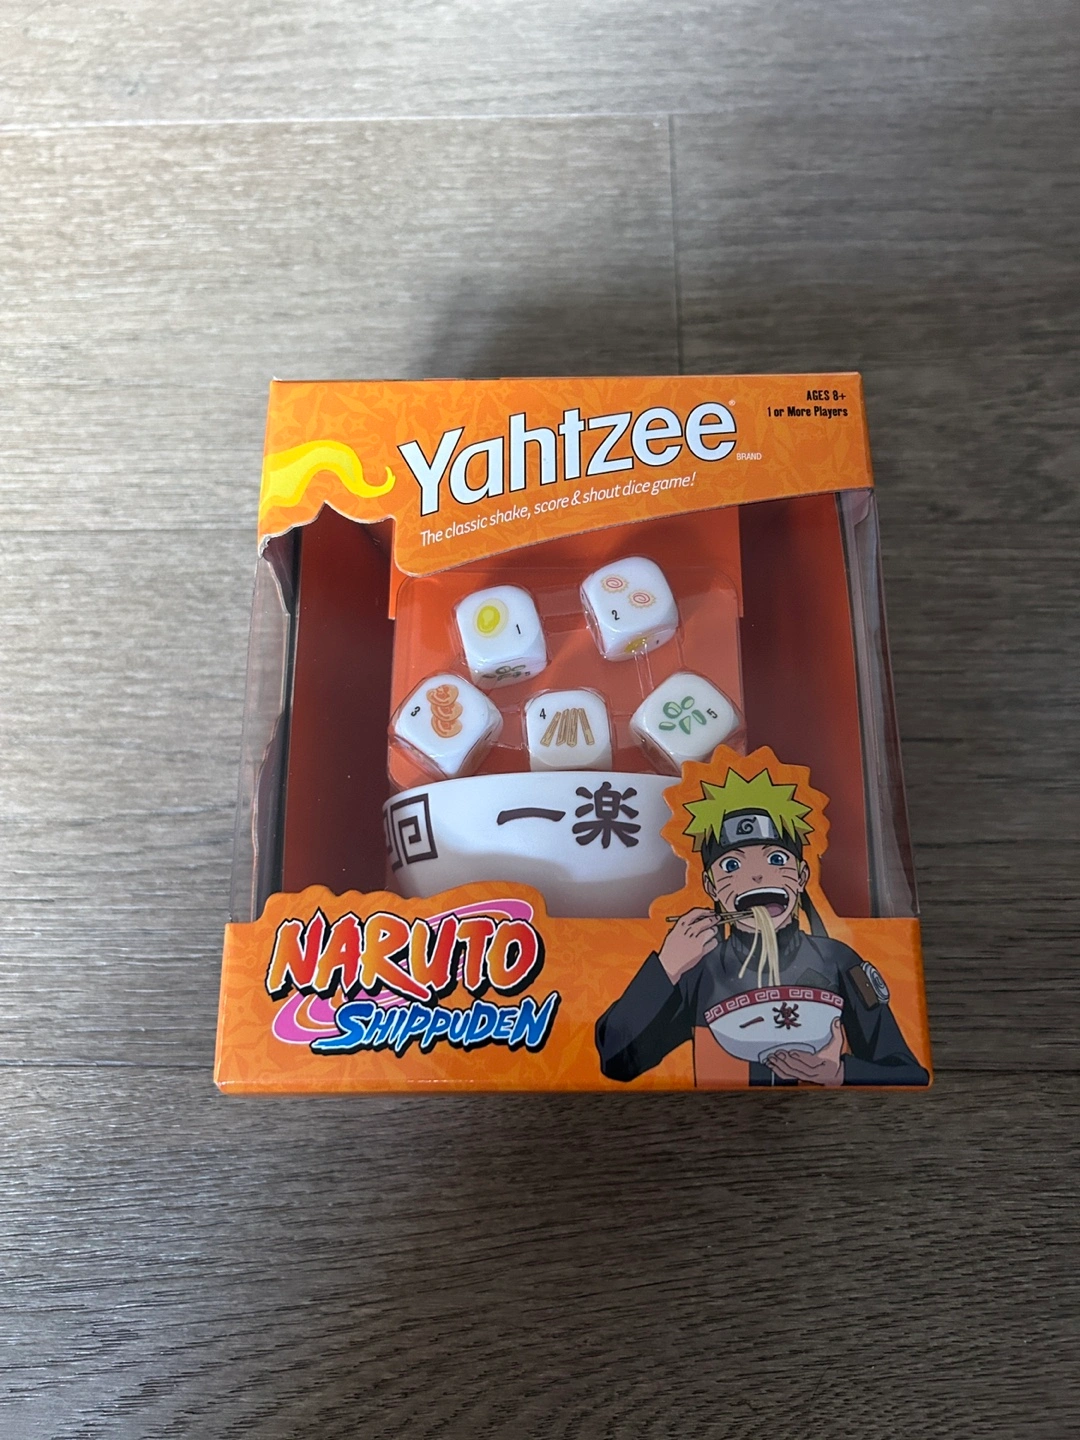 AGES 8+
1 or More Players
Yahtzee®
BRAND
The classic shake, score & shout dice game!
1
2
3
4
5
一楽
NARUTO
SHIPPUDEN
一楽